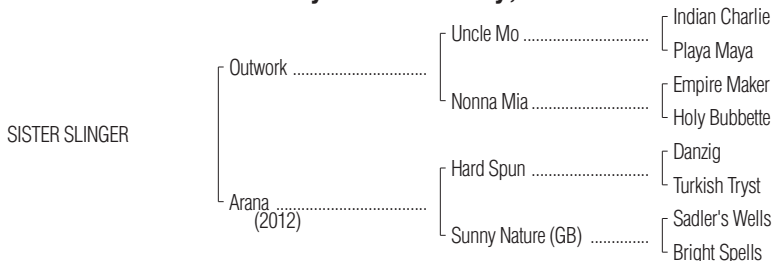 Indian Charlie
Uncle Mo ..............................
Playa Maya
Outwork ................................
Empire Maker
Nonna Mia ............................
Holy Bubbette
SISTER SLINGER
Danzig
Hard Spun ............................
Turkish Tryst
Arana ....................................
(2012)
Sadler's Wells
Sunny Nature (GB) ..............
Bright Spells